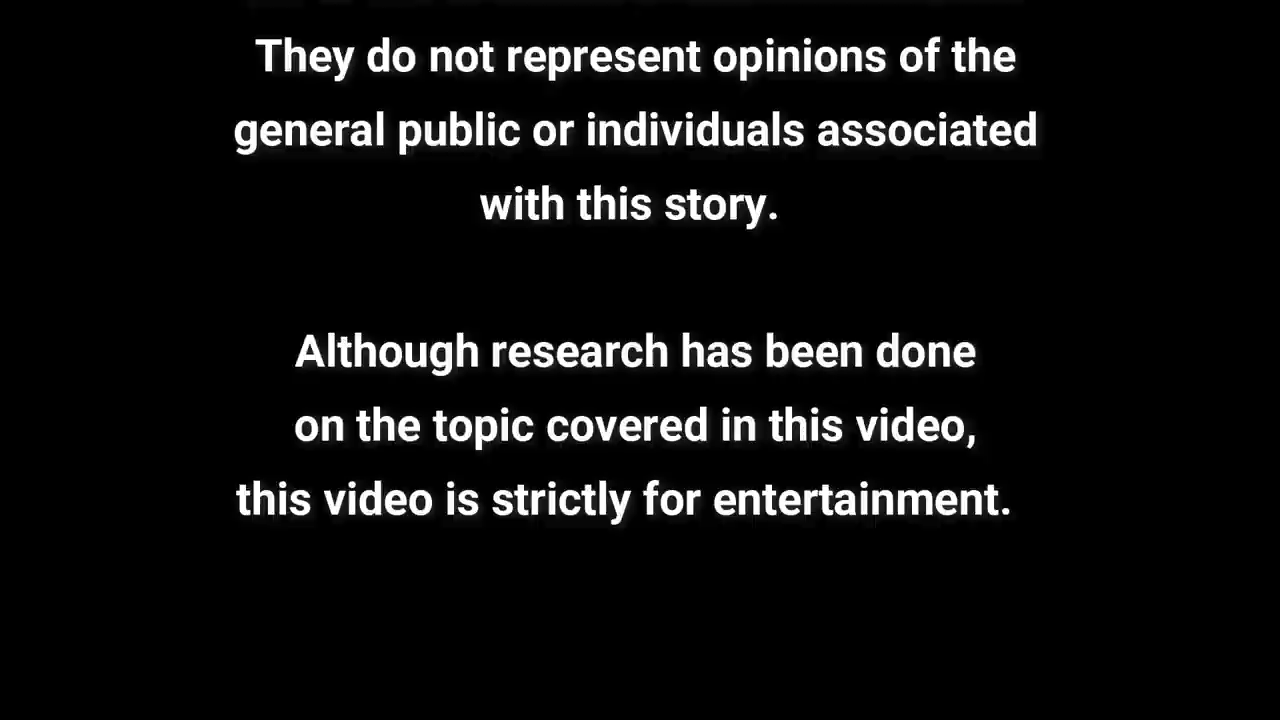 They do not represent opinions of the
general public or individuals associated
with this story.
Although research has been done
on the topic covered in this video,
this video is strictly for entertainment.